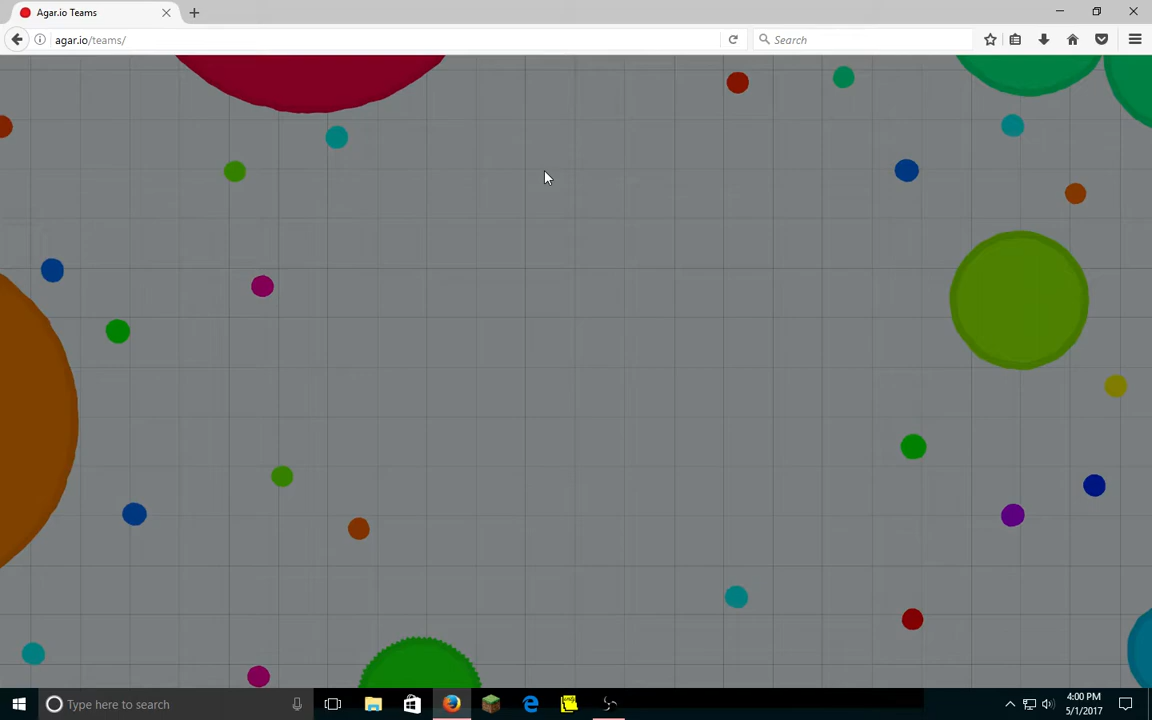 Agar.io Teams
agar.io/teams/
Search
Type here to search
4:00 PM
5/1/2017